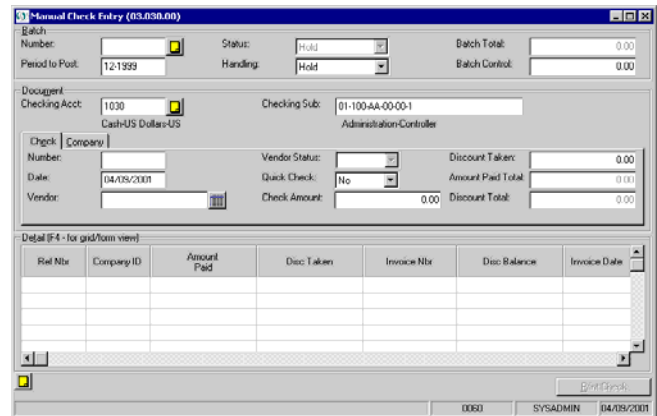 Manual Check Entry (03.030.00)
Batch
Number: Status: Hold Batch Total: 0.00
Period to Post: 12-1999 Handling: Hold Batch Control: 0.00
Document
Checking Acct: 1030 Checking Sub: 01-100-AA-00-00-1
Cash-US Dollars-US Administration-Controller
Check Company
Number: Vendor Status: Discount Taken: 0.00
Date: 04/09/2001 Quick Check: No Amount Paid Total: 0.00
Vendor: Check Amount: 0.00 Discount Total: 0.00
Detail (F4 - for grid/form view)
Ref Nbr Company ID Amount Paid Disc Taken Invoice Nbr Disc Balance Invoice Date
Print Check
0060 SYSADMIN 04/09/2001